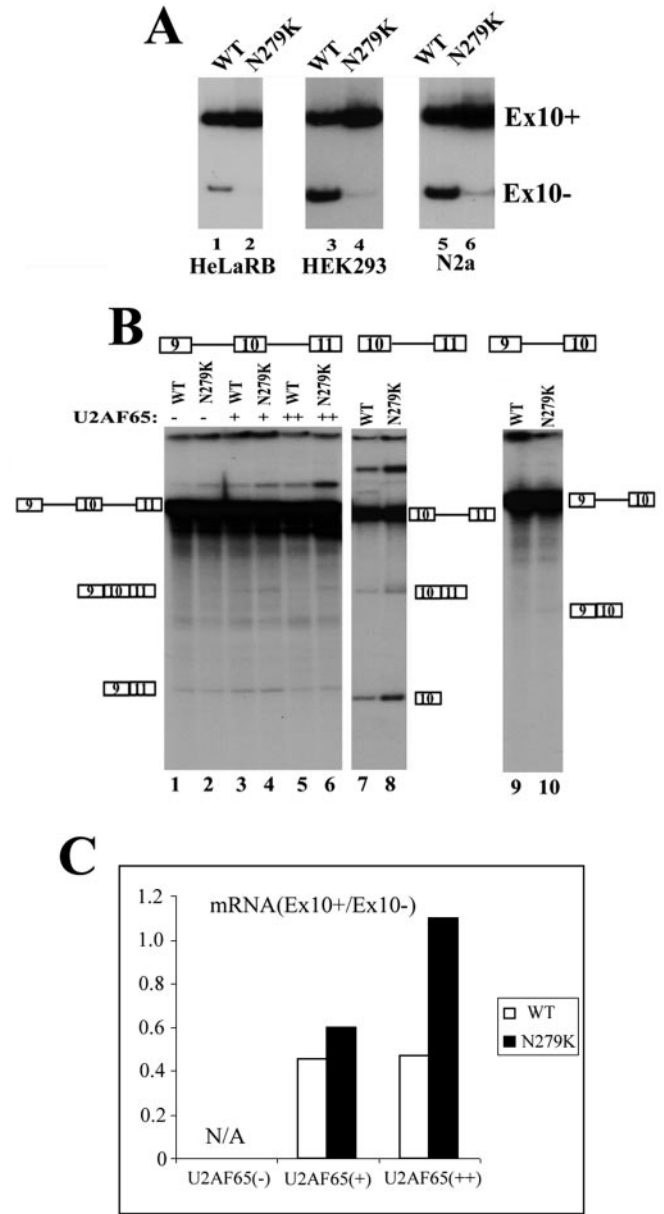 A
WT N279K WT N279K WT N279K
Ex10+
Ex10-
1 2 3 4 5 6
HeLaRB HEK293 N2a
B
9 10 11 10 11 9 10
WT N279K WT N279K WT N279K WT N279K WT N279K
U2AF65: - - + + ++ ++
9 10 11 10 11 9 10
9 10 11 10 11 9 10
9 11 10
1 2 3 4 5 6 7 8 9 10
C
1.2
mRNA(Ex10+/Ex10-)
1.0
0.8
WT
0.6
N279K
0.4
0.2
N/A
0
U2AF65(-) U2AF65(+) U2AF65(++)